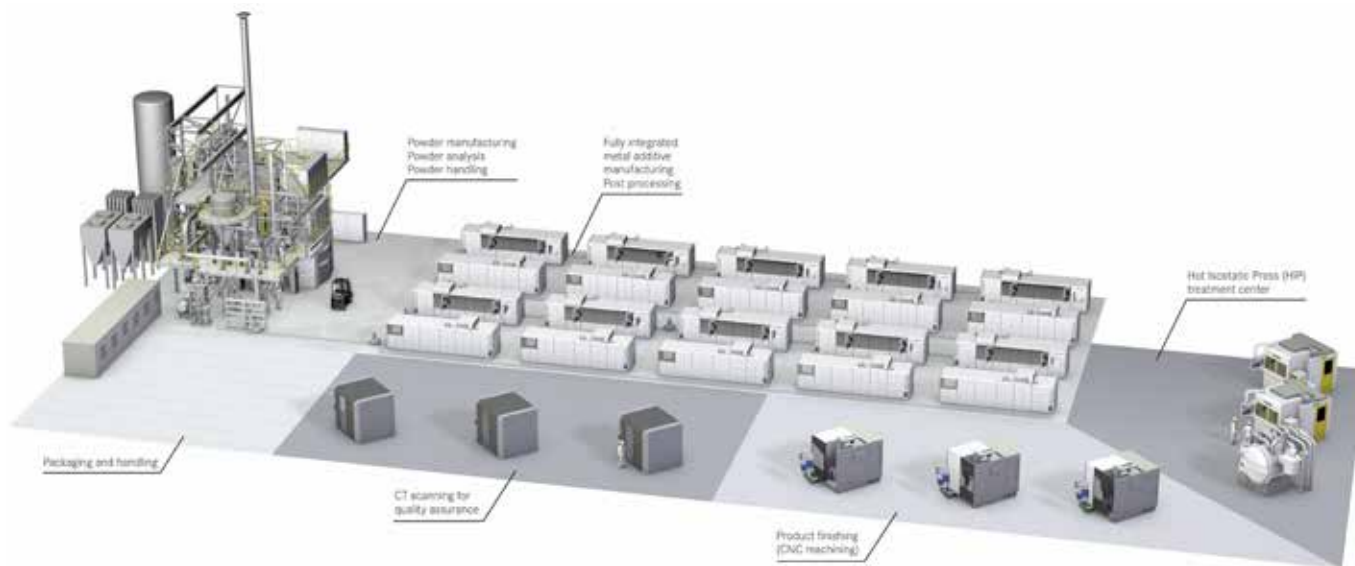 Powder manufacturing
Powder analysis
Powder handling
Fully integrated
metal additive
manufacturing
Post processing
Hot Isostatic Press (HIP)
treatment center
Packaging and handling
CT scanning for
quality assurance
Product finishing
(CNC machining)